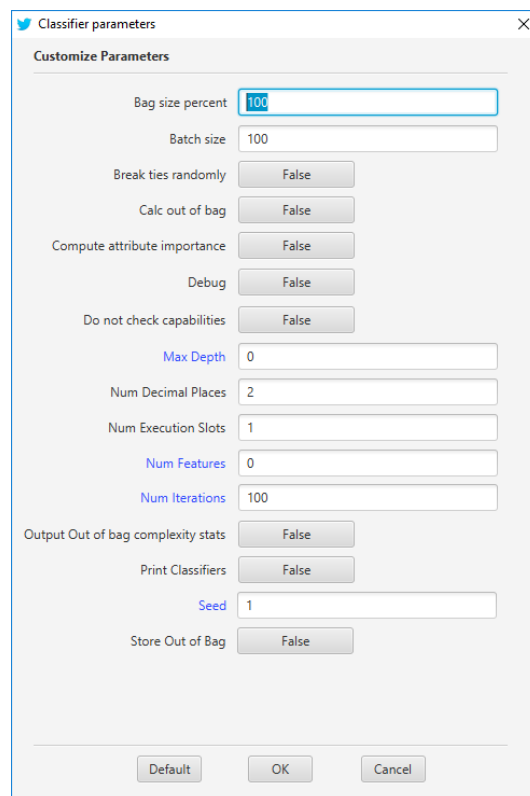 Classifier parameters
Customize Parameters
Bag size percent 100
Batch size 100
Break ties randomly False
Calc out of bag False
Compute attribute importance False
Debug False
Do not check capabilities False
Max Depth 0
Num Decimal Places 2
Num Execution Slots 1
Num Features 0
Num Iterations 100
Output Out of bag complexity stats False
Print Classifiers False
Seed 1
Store Out of Bag False
Default OK Cancel